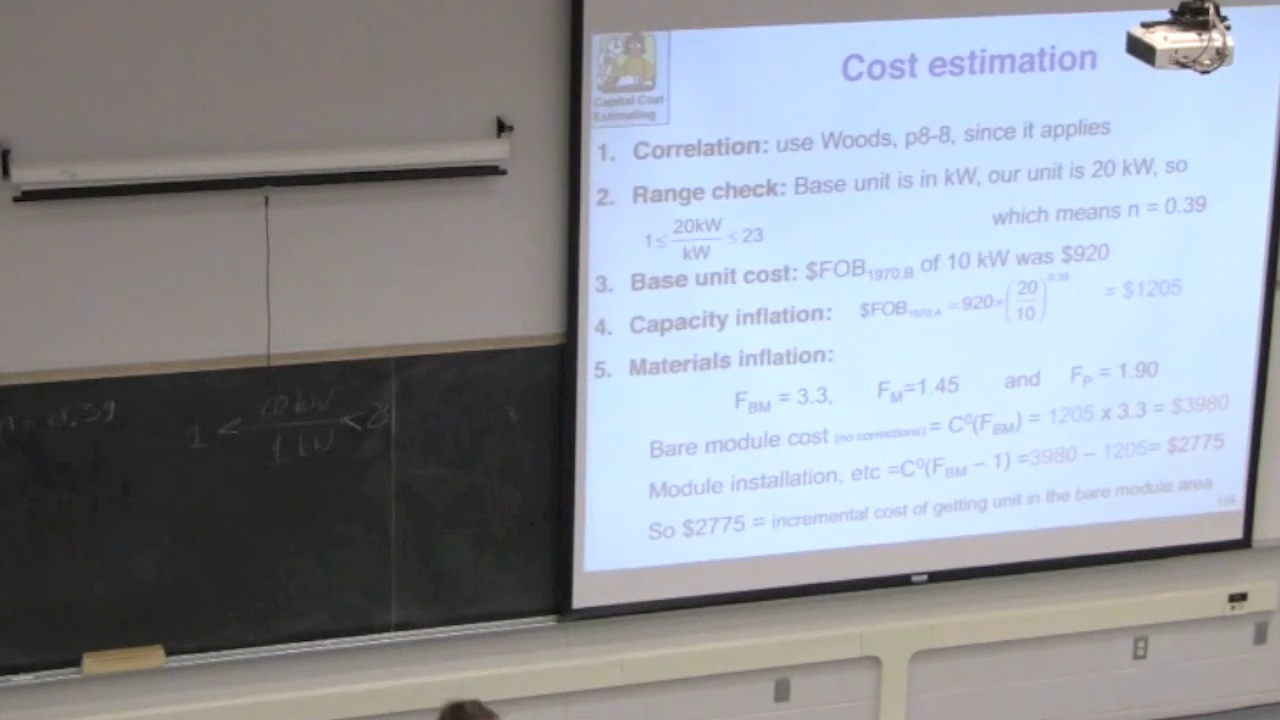 Capital Cost
Estimating
Cost estimation
1. Correlation: use Woods, p8-8, since it applies
2. Range check: Base unit is in kW, our unit is 20 kW, so
1 ≤ 20kW / kW ≤ 23 which means n = 0.39
3. Base unit cost: $FOB1970,B of 10 kW was $920
4. Capacity inflation: $FOB1970,A = 920 × (20/10)^0.39 = $1205
5. Materials inflation:
FBM = 3.3, FM=1.45 and FP = 1.90
Bare module cost (no corrections) = C⁰(FBM) = 1205 x 3.3 = $3980
Module installation, etc =C⁰(FBM – 1) =3980 – 1205= $2775
So $2775 = incremental cost of getting unit in the bare module area
n = 0.39
1 < 20 kW / 1 kW <